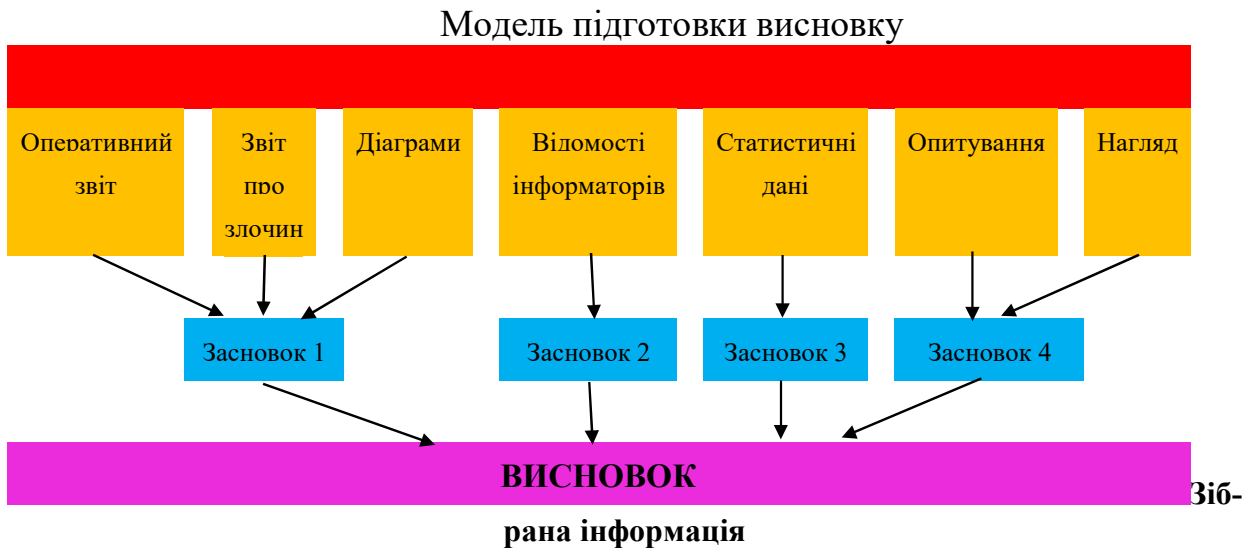 Модель підготовки висновку
Оперативний
звіт
Звіт
про
злочин
Діаграми
Відомості
інформаторів
Статистичні
дані
Опитування
Нагляд
Засновок 1
Засновок 2
Засновок 3
Засновок 4
ВИСНОВОК
Зіб-
рана інформація